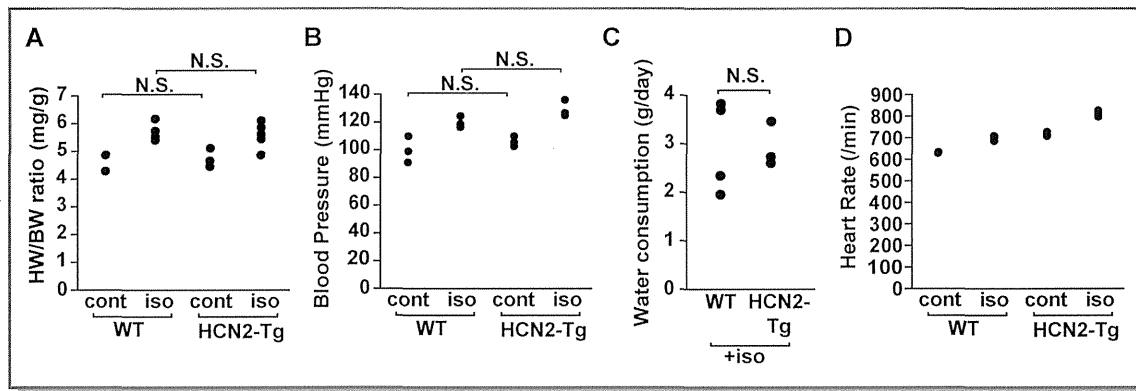 A
N.S.
N.S.
HW/BW ratio (mg/g)
7
6
5
4
3
2
1
0
cont iso cont iso
WT HCN2-Tg
B
N.S.
N.S.
Blood Pressure (mmHg)
140
120
100
80
60
40
20
0
cont iso cont iso
WT HCN2-Tg
C
N.S.
Water consumption (g/day)
4
3
2
1
0
WT HCN2-
Tg
+iso
D
Heart Rate (/min)
900
800
700
600
500
400
300
200
100
0
cont iso cont iso
WT HCN2-Tg